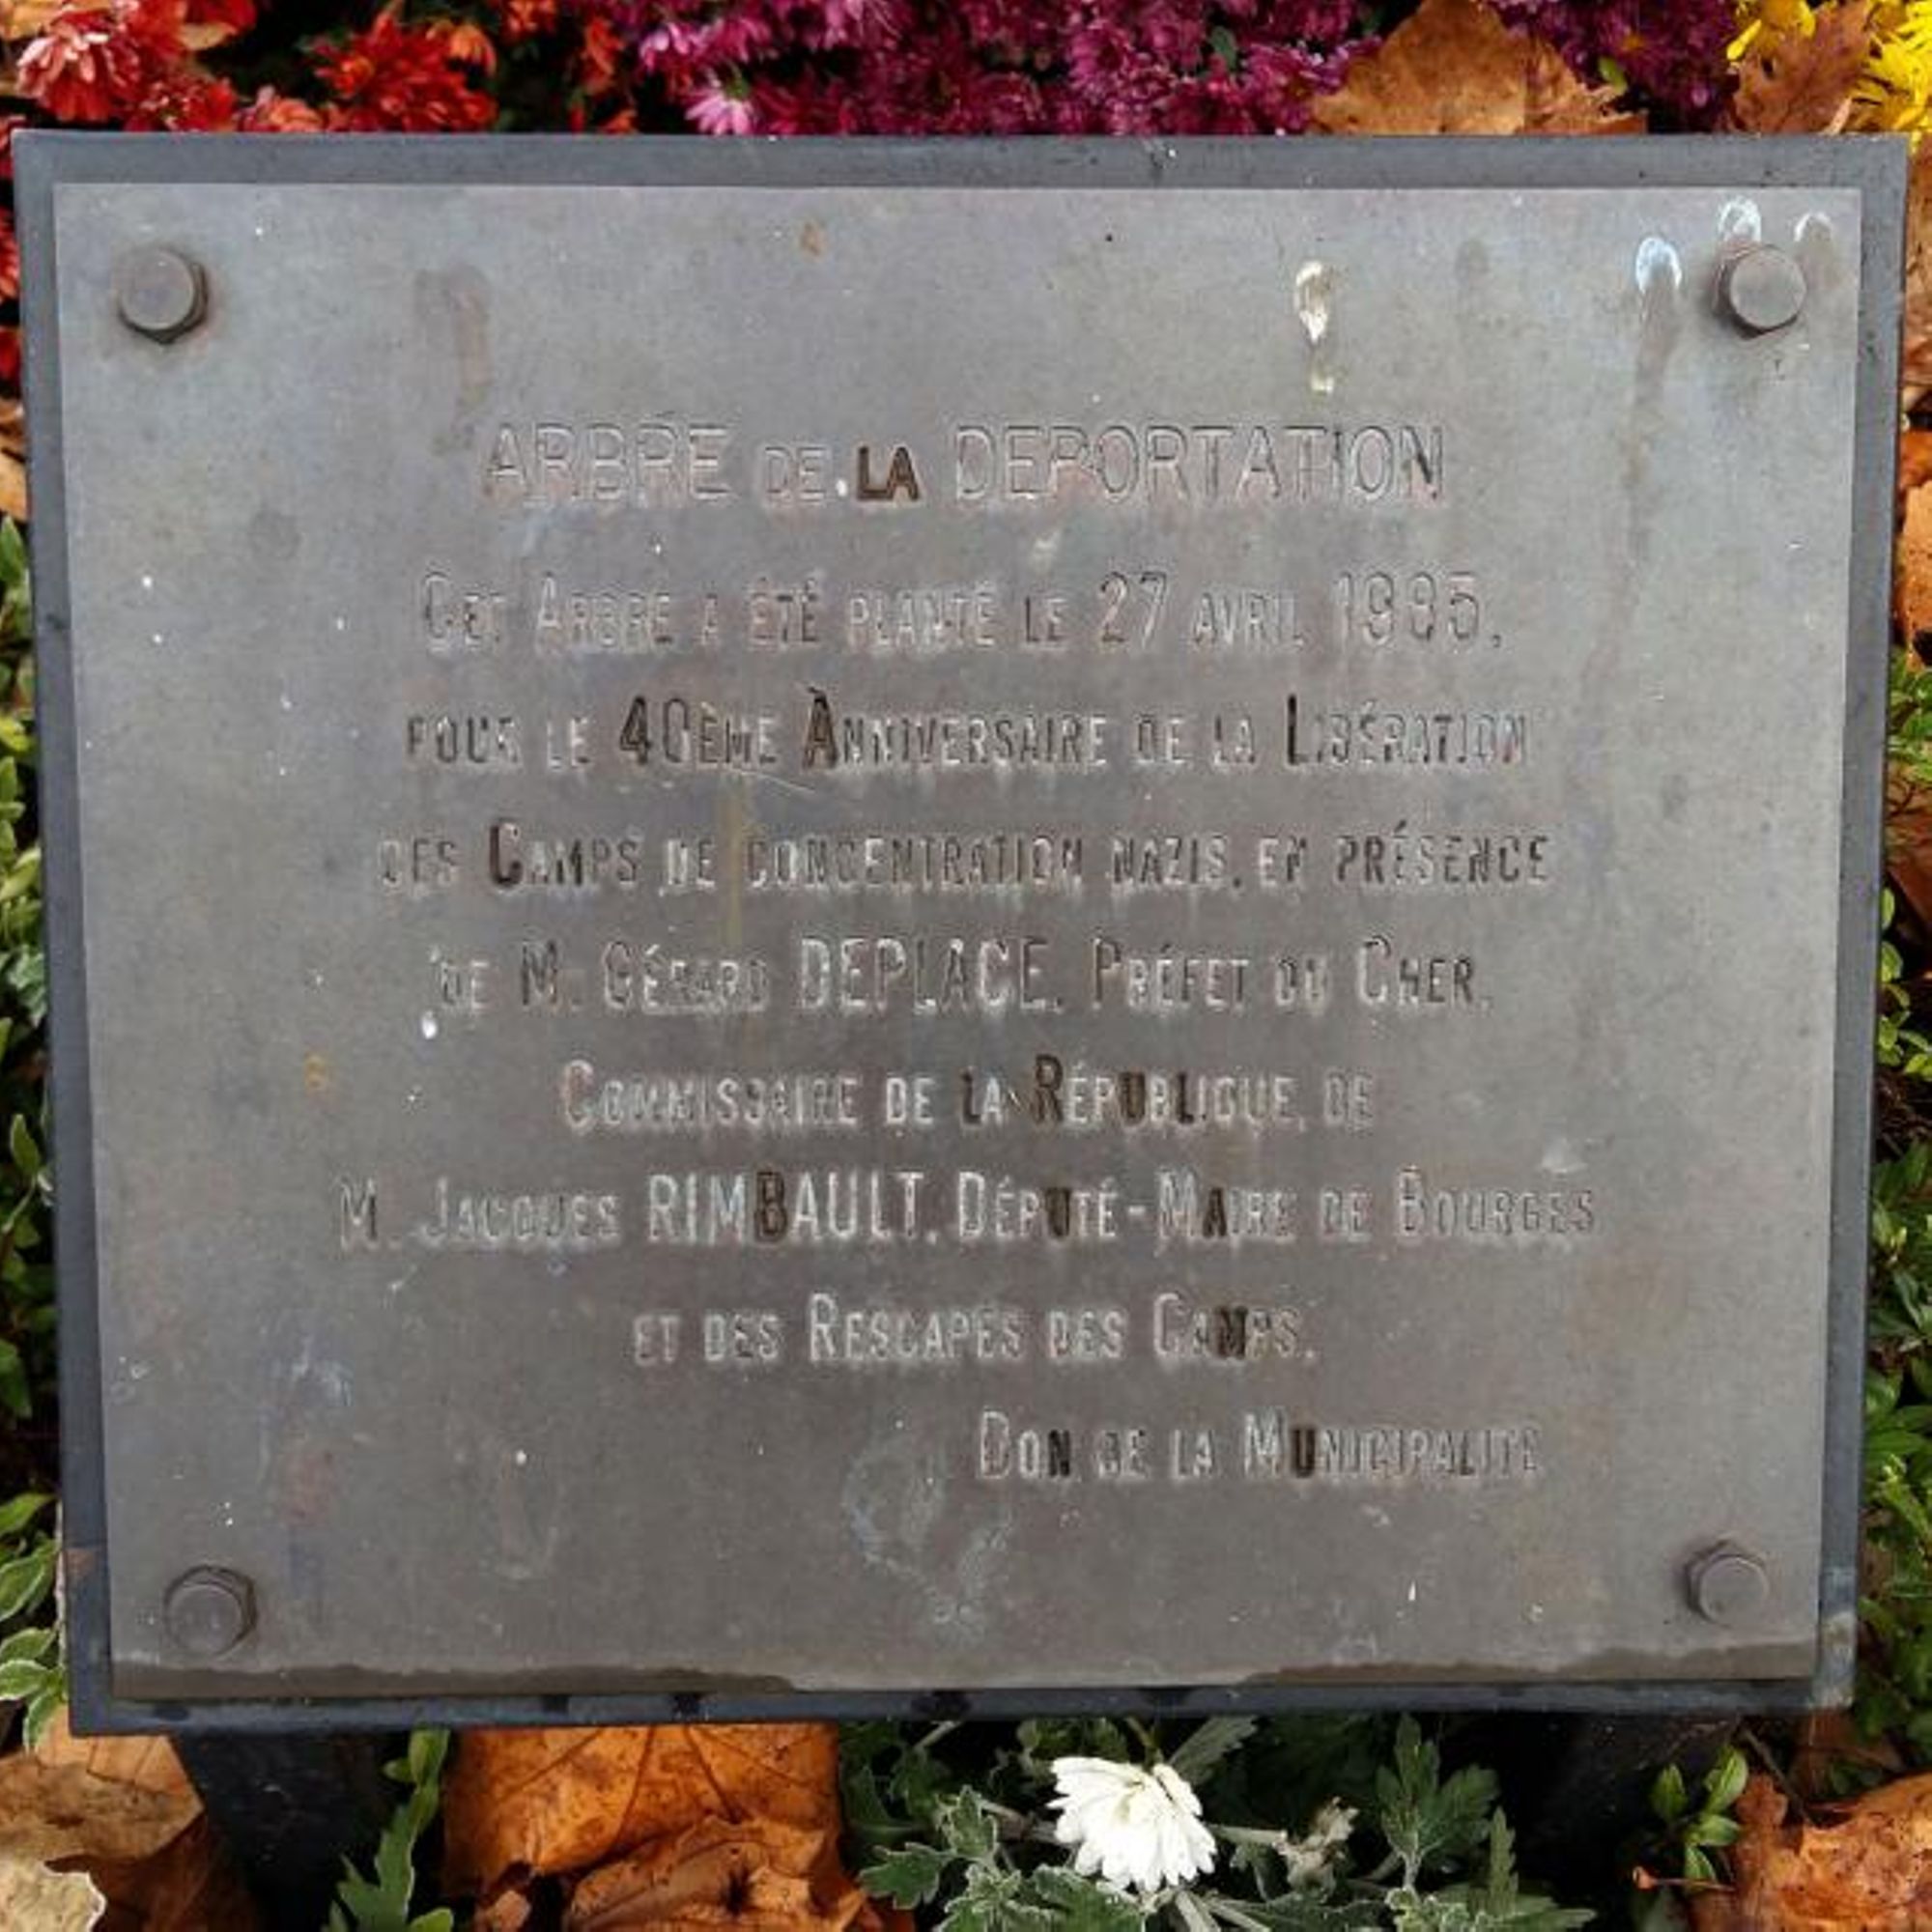 ARBRE DE LA DEPORTATION
CET ARBRE A ÉTÉ PLANTÉ LE 27 AVRIL 1985,
POUR LE 40ÈME ANNIVERSAIRE DE LA LIBÉRATION
DES CAMPS DE CONCENTRATION NAZIS, EN PRÉSENCE
DE M. GÉRARD DEPLACE, PRÉFET DU CHER,
COMMISSAIRE DE LA RÉPUBLIQUE, DE
M. JACQUES RIMBAULT, DÉPUTÉ-MAIRE DE BOURGES
ET DES RESCAPÉS DES CAMPS.
DON DE LA MUNICIPALITÉ